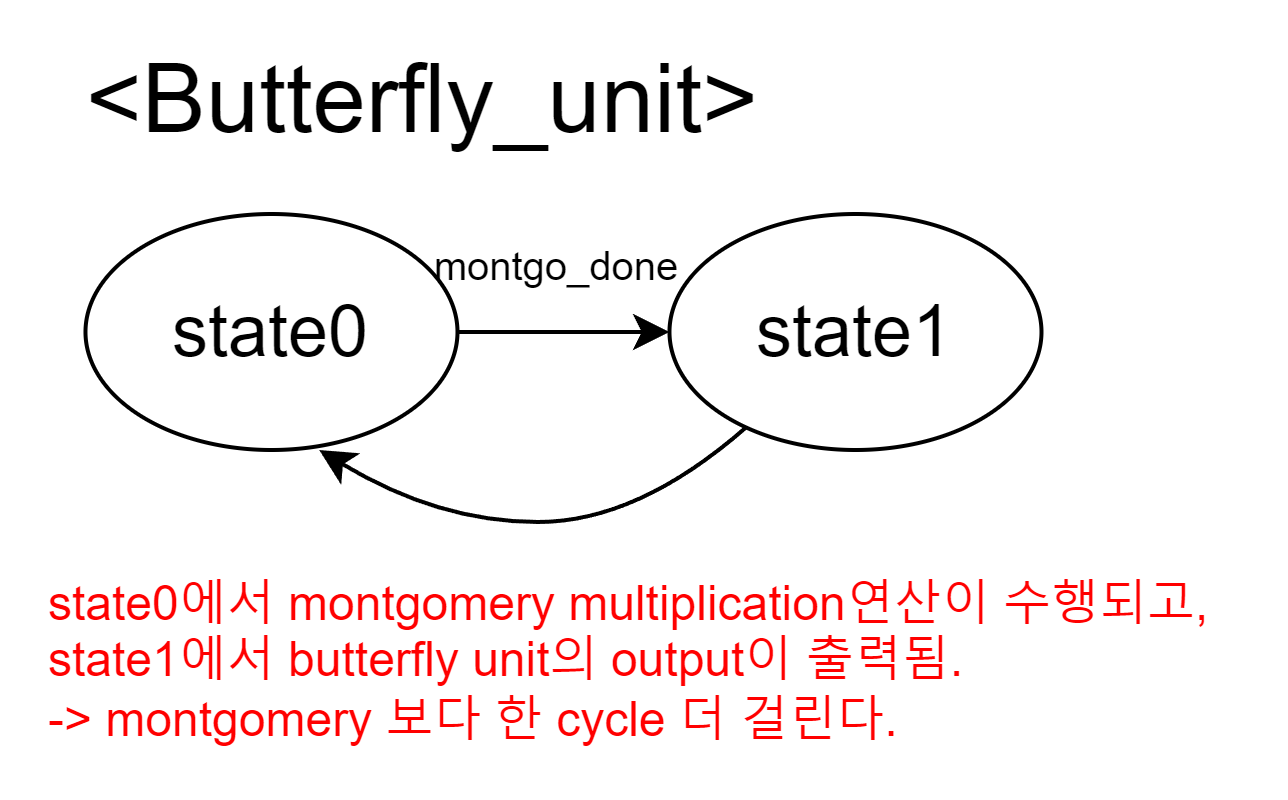 <Butterfly_unit>
montgo_done
state0
state1
state0에서 montgomery multiplication연산이 수행되고,
state1에서 butterfly unit의 output이 출력됨.
-> montgomery 보다 한 cycle 더 걸린다.